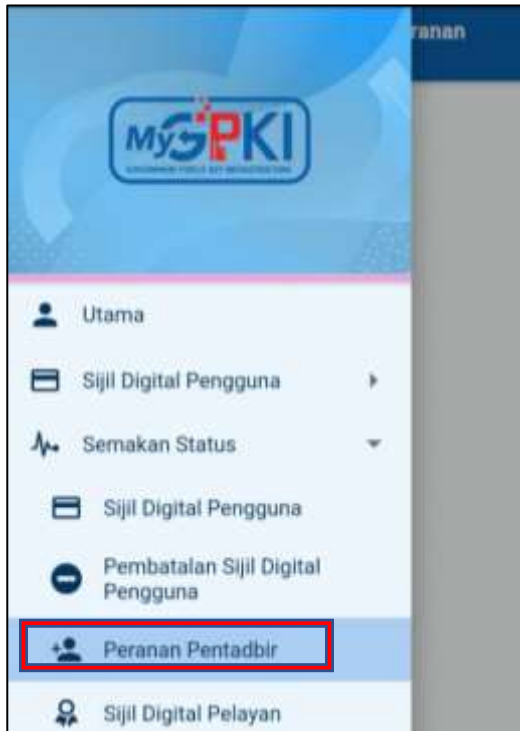 ranan
MyGPKI
Utama
Sijil Digital Pengguna
Semakan Status
Sijil Digital Pengguna
Pembatalan Sijil Digital
Pengguna
Peranan Pentadbir
Sijil Digital Pelayan